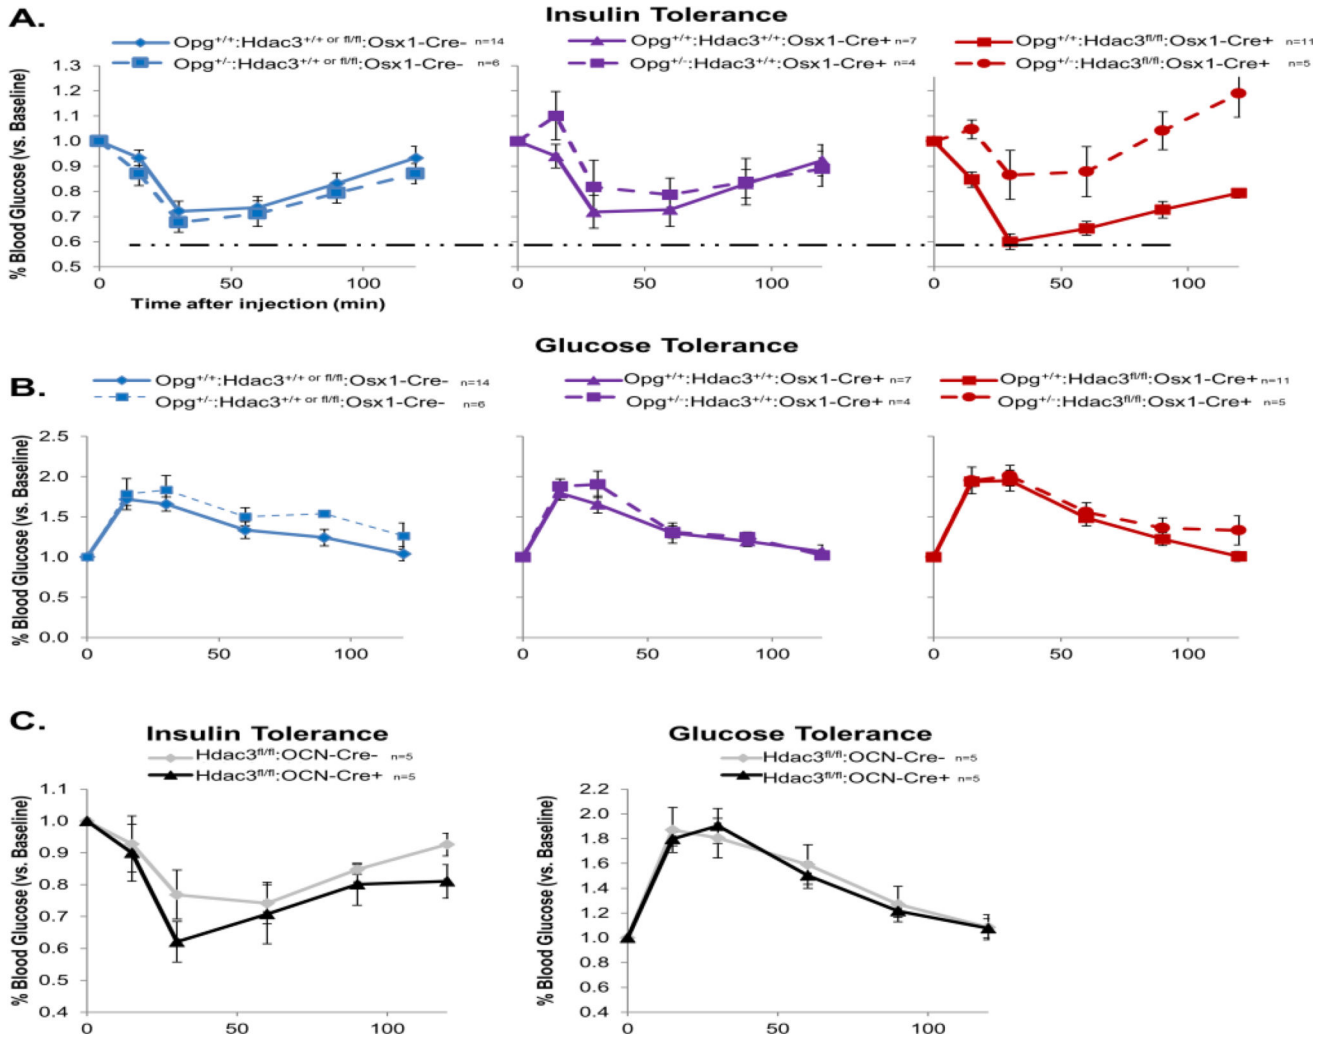 A.
Insulin Tolerance
Opg+/+:Hdac3+/+ or fl/fl:Osx1-Cre- n=14
Opg+/-:Hdac3+/+ or fl/fl:Osx1-Cre- n=6
Opg+/+:Hdac3+/+:Osx1-Cre+ n=7
Opg+/-:Hdac3+/+:Osx1-Cre+ n=4
Opg+/+:Hdac3fl/fl:Osx1-Cre+ n=11
Opg+/-:Hdac3fl/fl:Osx1-Cre+ n=5
% Blood Glucose (vs. Baseline)
1.3
1.2
1.1
1.0
0.9
0.8
0.7
0.6
0.5
0 50 100
0 50 100
0 50 100
Time after injection (min)
Glucose Tolerance
B.
Opg+/+:Hdac3+/+ or fl/fl:Osx1-Cre- n=14
Opg+/-:Hdac3+/+ or fl/fl:Osx1-Cre- n=6
Opg+/+:Hdac3+/+:Osx1-Cre+ n=7
Opg+/-:Hdac3+/+:Osx1-Cre+ n=4
Opg+/+:Hdac3fl/fl:Osx1-Cre+ n=11
Opg+/-:Hdac3fl/fl:Osx1-Cre+ n=5
% Blood Glucose (vs. Baseline)
2.5
2.0
1.5
1.0
0.5
0.0
0 50 100
0 50 100
0 50 100
C.
Insulin Tolerance
Hdac3fl/fl:OCN-Cre- n=5
Hdac3fl/fl:OCN-Cre+ n=5
% Blood Glucose (vs. Baseline)
1.1
1.0
0.9
0.8
0.7
0.6
0.5
0.4
0 50 100
Glucose Tolerance
Hdac3fl/fl:OCN-Cre- n=5
Hdac3fl/fl:OCN-Cre+ n=5
% Blood Glucose (vs. Baseline)
2.2
2.0
1.8
1.6
1.4
1.2
1.0
0.8
0.6
0.4
0 50 100